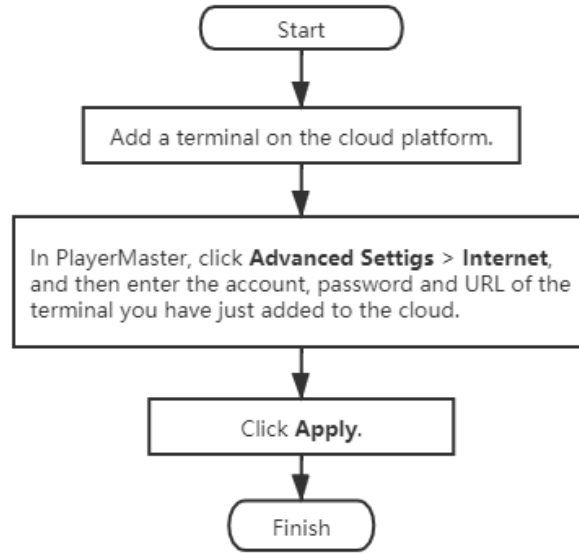 Start
Add a terminal on the cloud platform.
In PlayerMaster, click Advanced Settigs > Internet,
and then enter the account, password and URL of the
terminal you have just added to the cloud.
Click Apply.
Finish